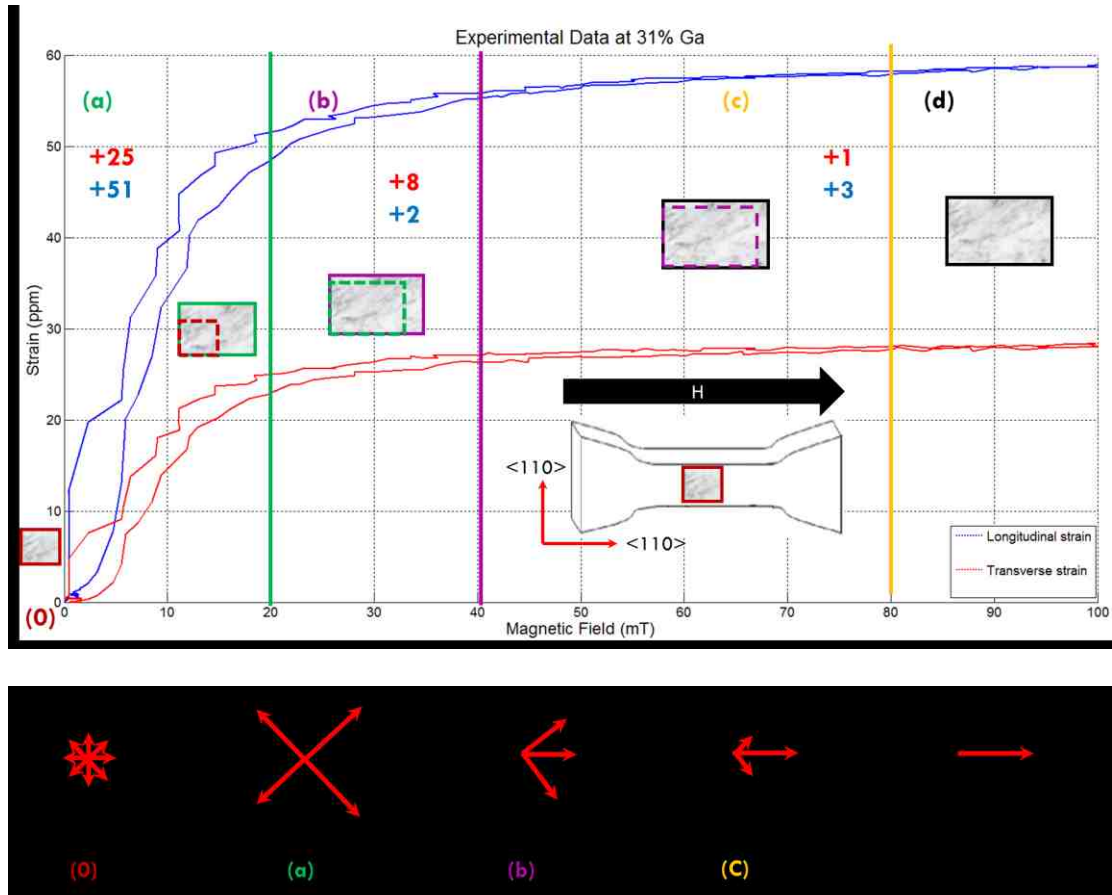 Experimental Data at 31% Ga
60
50
40
30
20
10
0
Strain (ppm)
(a)
(b)
(c)
(d)
+25
+51
+8
+2
+1
+3
H
<110>
<110>
Longitudinal strain
Transverse strain
(0)
0
10
20
30
40
50
60
70
80
90
100
Magnetic Field (mT)
(0)
(a)
(b)
(C)